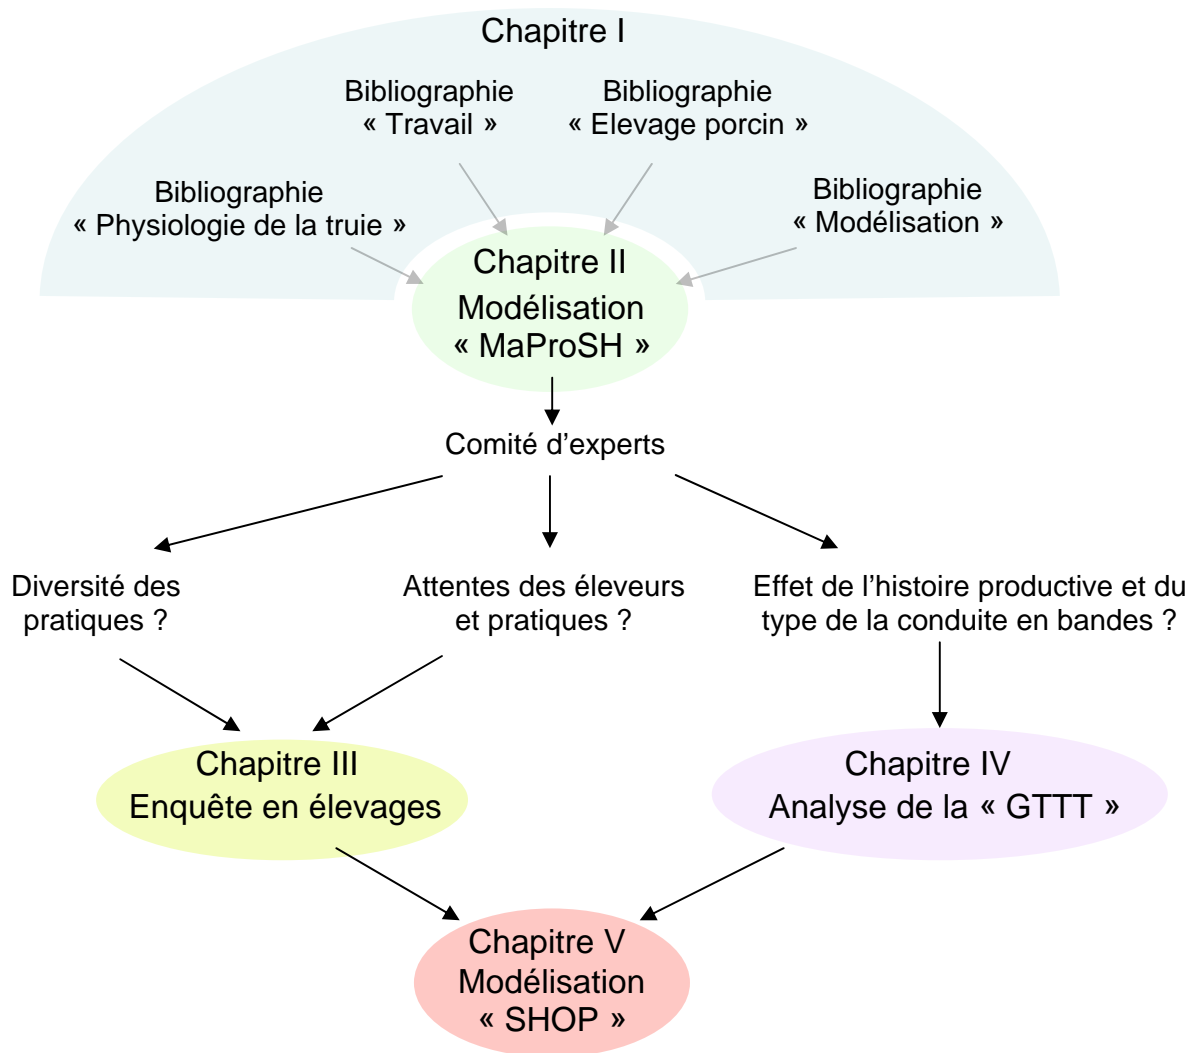 Chapitre I
Bibliographie
« Travail »
Bibliographie
« Elevage porcin »
Bibliographie
« Physiologie de la truie »
Bibliographie
« Modélisation »
Chapitre II
Modélisation
« MaProSH »
Comité d'experts
Diversité des
pratiques ?
Attentes des éleveurs
et pratiques ?
Effet de l'histoire productive et du
type de la conduite en bandes ?
Chapitre III
Enquête en élevages
Chapitre IV
Analyse de la « GTTT »
Chapitre V
Modélisation
« SHOP »